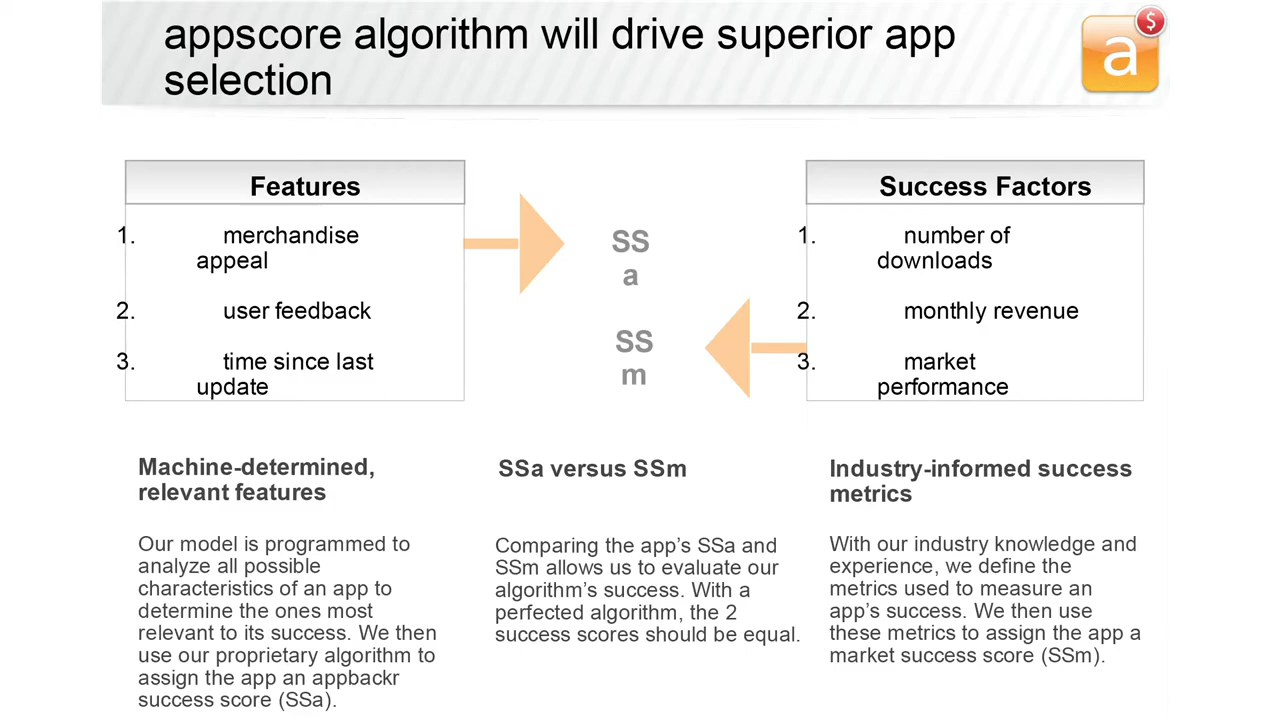 appscore algorithm will drive superior app
selection
a
$
Features
1. merchandise
appeal
2. user feedback
3. time since last
update
SS
a
SS
m
Success Factors
1. number of
downloads
2. monthly revenue
3. market
performance
Machine-determined,
relevant features
Our model is programmed to
analyze all possible
characteristics of an app to
determine the ones most
relevant to its success. We then
use our proprietary algorithm to
assign the app an appbackr
success score (SSa).
SSa versus SSm
Comparing the app’s SSa and
SSm allows us to evaluate our
algorithm’s success. With a
perfected algorithm, the 2
success scores should be equal.
Industry-informed success
metrics
With our industry knowledge and
experience, we define the
metrics used to measure an
app’s success. We then use
these metrics to assign the app a
market success score (SSm).